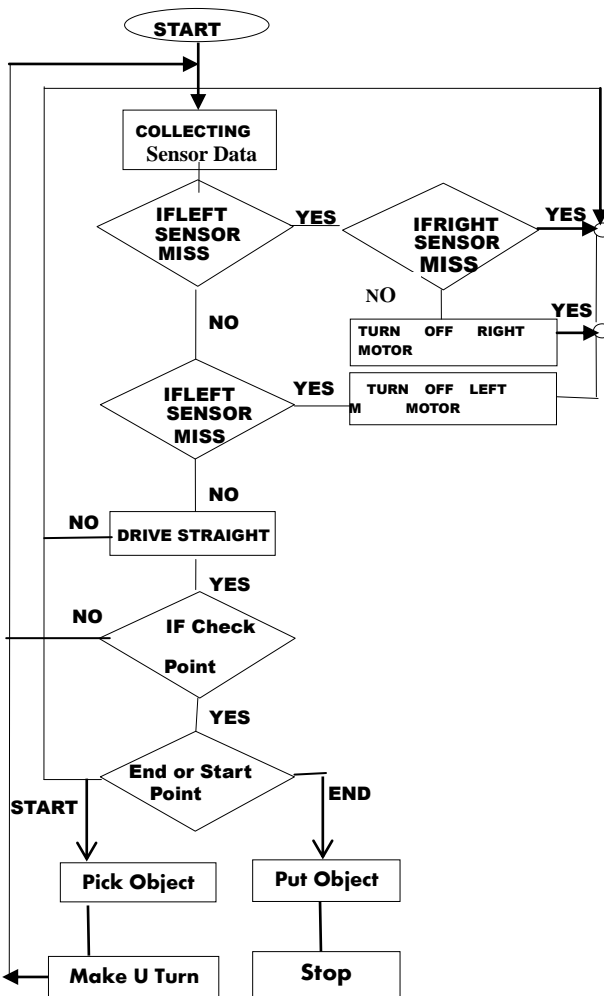 START
COLLECTING
Sensor Data
IFLEFT
SENSOR
MISS
YES
IFRIGHT
SENSOR
MISS
YES
NO
NO
YES
TURN OFF RIGHT
MOTOR
IFLEFT
SENSOR
MISS
YES
TURN OFF LEFT
M MOTOR
NO
NO
DRIVE STRAIGHT
YES
NO
IF Check
Point
YES
End or Start
Point
START
END
Pick Object
Put Object
Make U Turn
Stop